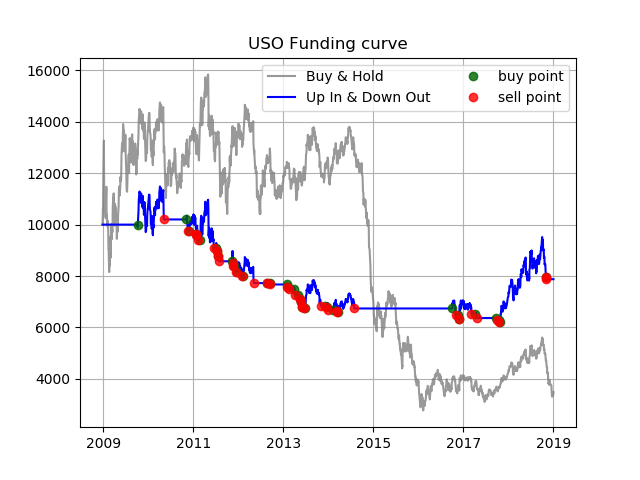 USO Funding curve
Buy & Hold
Up In & Down Out
buy point
sell point
16000
14000
12000
10000
8000
6000
4000
2009 2011 2013 2015 2017 2019